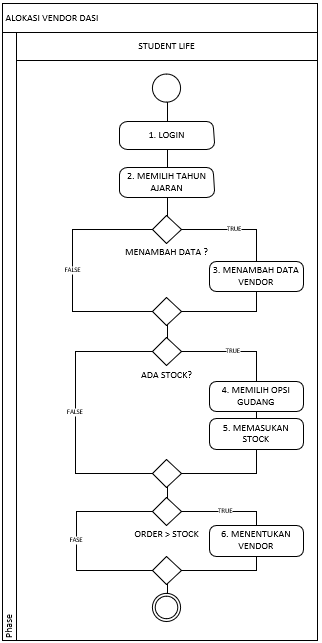 ALOKASI VENDOR DASI
STUDENT LIFE
1. LOGIN
2. MEMILIH TAHUN
AJARAN
TRUE
MENAMBAH DATA ?
FALSE
3. MENAMBAH DATA
VENDOR
TRUE
ADA STOCK?
4. MEMILIH OPSI
GUDANG
FALSE
5. MEMASUKAN
STOCK
TRUE
ORDER > STOCK
FASE
6. MENENTUKAN
VENDOR
Phase